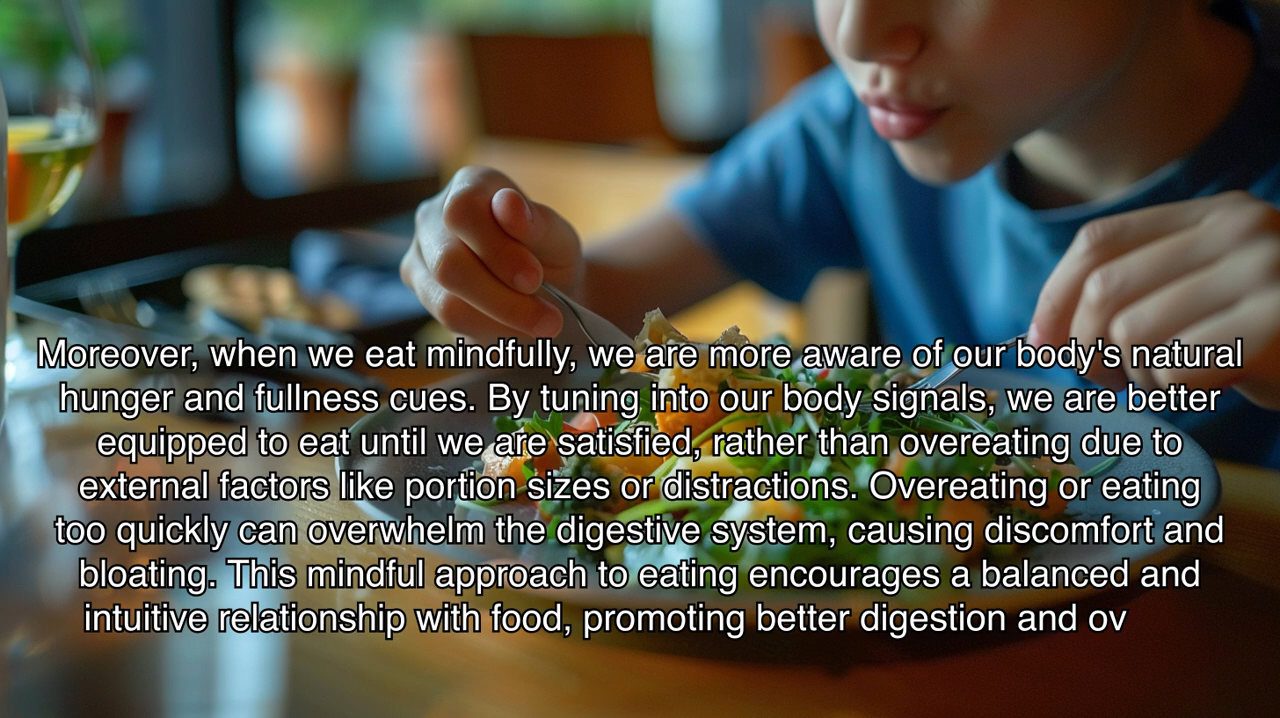 Moreover, when we eat mindfully, we are more aware of our body's natural
hunger and fullness cues. By tuning into our body signals, we are better
equipped to eat until we are satisfied, rather than overeating due to
external factors like portion sizes or distractions. Overeating or eating
too quickly can overwhelm the digestive system, causing discomfort and
bloating. This mindful approach to eating encourages a balanced and
intuitive relationship with food, promoting better digestion and ov